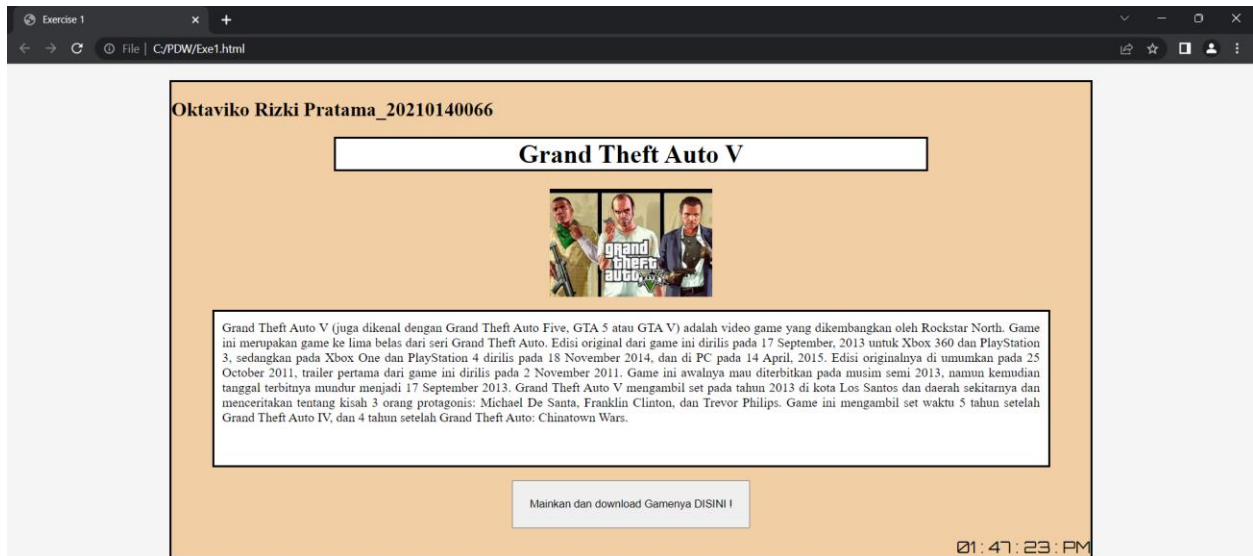 Exercise 1
File | C:/PDW/Exe1.html
Oktaviko Rizki Pratama_20210140066
Grand Theft Auto V
grand
theft
auto
Grand Theft Auto V (juga dikenal dengan Grand Theft Auto Five, GTA 5 atau GTA V) adalah video game yang dikembangkan oleh Rockstar North. Game
ini merupakan game ke lima belas dari seri Grand Theft Auto. Edisi original dari game ini dirilis pada 17 September, 2013 untuk Xbox 360 dan PlayStation
3, sedangkan pada Xbox One dan PlayStation 4 dirilis pada 18 November 2014, dan di PC pada 14 April, 2015. Edisi originalnya di umumkan pada 25
October 2011, trailer pertama dari game ini dirilis pada 2 November 2011. Game ini awalnya mau diterbitkan pada musim semi 2013, namun kemudian
tanggal terbitnya mundur menjadi 17 September 2013. Grand Theft Auto V mengambil set pada tahun 2013 di kota Los Santos dan daerah sekitarnya dan
menceritakan tentang kisah 3 orang protagonis: Michael De Santa, Franklin Clinton, dan Trevor Philips. Game ini mengambil set waktu 5 tahun setelah
Grand Theft Auto IV, dan 4 tahun setelah Grand Theft Auto: Chinatown Wars.
Mainkan dan download Gamenya DISINI !
01:47:23:PM